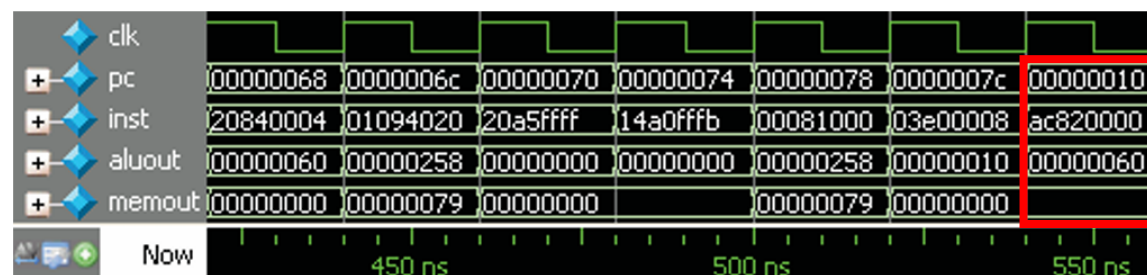 clk
pc 00000068 0000006c 00000070 00000074 00000078 0000007c 00000010
inst 20840004 01094020 20a5ffff 14a0fffb 00081000 03e00008 ac820000
aluout 00000060 00000258 00000000 00000000 00000258 00000010 00000060
memout 00000000 00000079 00000000 00000079 00000000
Now 450 ns 500 ns 550 ns